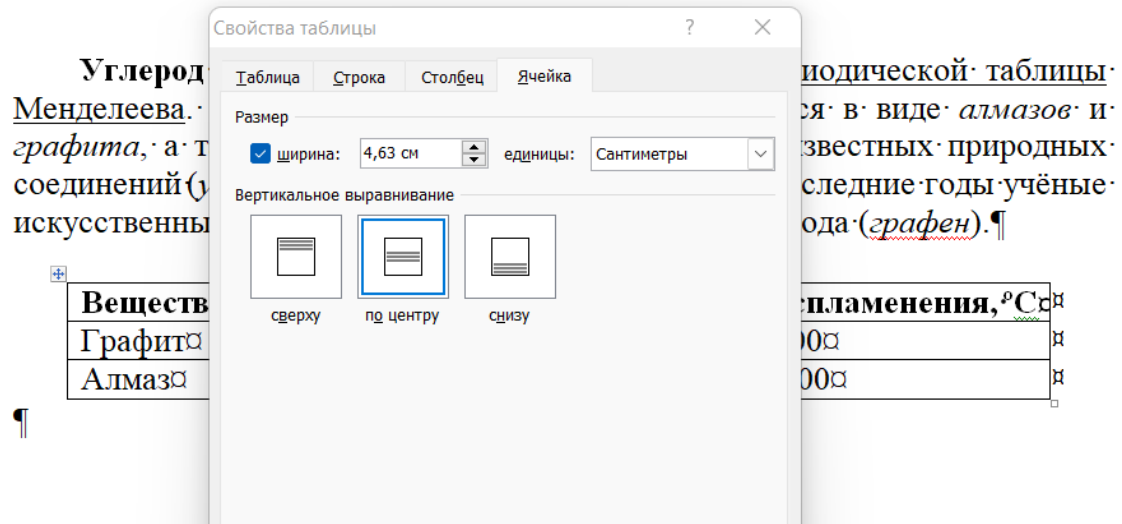 Свойства таблицы ?
Углерод иодической таблицы
Таблица Строка Столбец Ячейка
Менделеева. ся в виде алмазов и
Размер
графита, а т звестных природных
ширина: 4,63 см единицы: Сантиметры
соединений (у следние годы учёные
Вертикальное выравнивание
искусственны ода (графен).¶
Веществ спламенения, ºС¤¤
сверху по центру снизу
Графит¤ 00¤ ¤
Алмаз¤ 00¤ ¤
¶